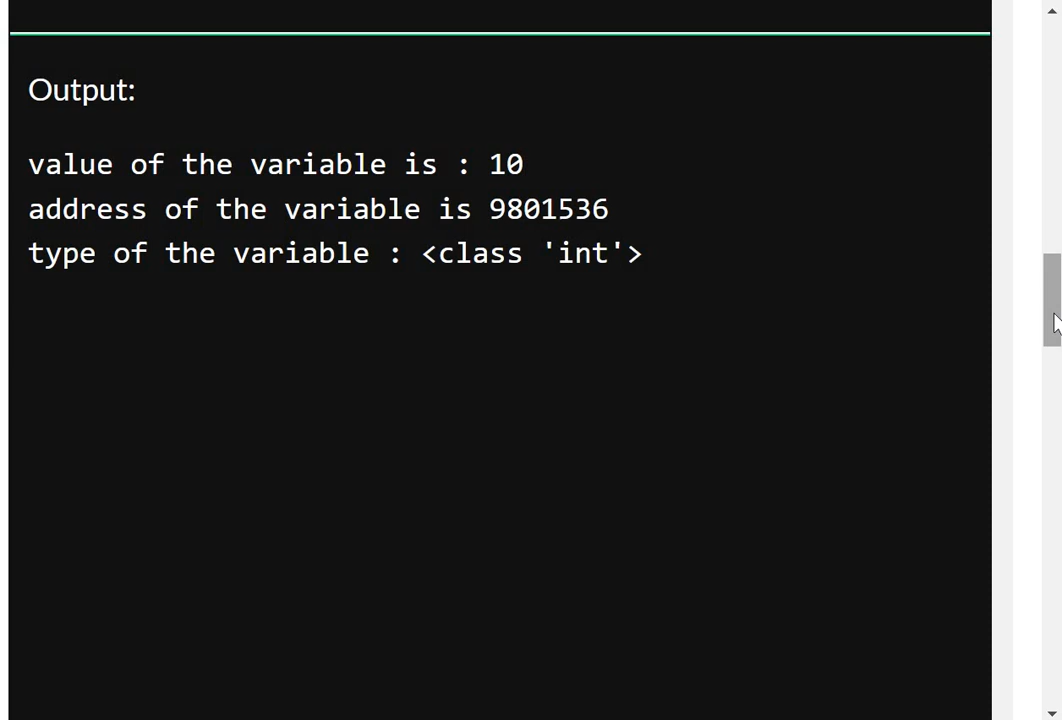 Output:
value of the variable is : 10
address of the variable is 9801536
type of the variable : <class 'int'>